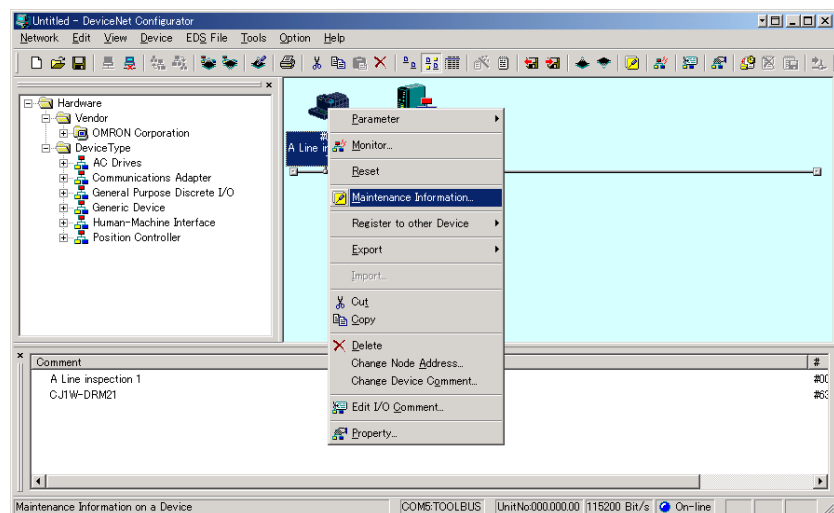 Untitled - DeviceNet Configurator
Network Edit View Device EDS File Tools Option Help
Hardware
Vendor
OMRON Corporation
DeviceType
AC Drives
Communications Adapter
General Purpose Discrete I/O
Generic Device
Human-Machine Interface
Position Controller
#
A Line in
Parameter
Monitor...
Reset
Maintenance Information...
Register to other Device
Export
Import...
Cut
Copy
Delete
Change Node Address...
Change Device Comment...
Edit I/O Comment...
Property...
Comment #
A Line inspection 1 #00
CJ1W-DRM21 #63
Maintenance Information on a Device COM5:TOOLBUS UnitNo:000.000.00 115200 Bit/s On-line